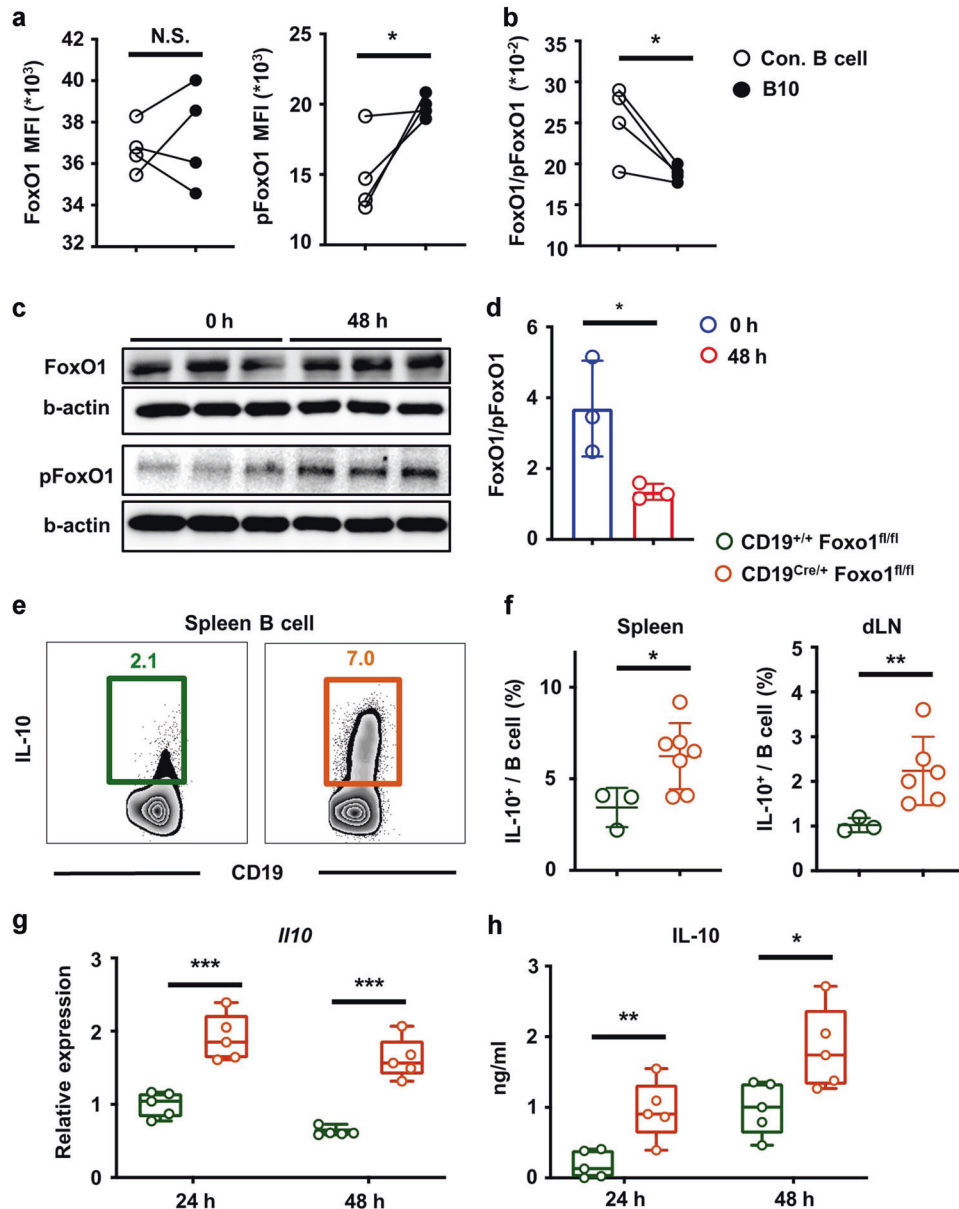 a
N.S.
FoxO1 MFI (*10³)
42
40
38
36
34
32
*
pFoxO1 MFI (*10³)
25
20
15
10
b
*
FoxO1/pFoxO1 (*10⁻²)
35
30
25
20
15
10
Con. B cell
B10
c
0 h
48 h
FoxO1
b-actin
pFoxO1
b-actin
d
*
FoxO1/pFoxO1
6
4
2
0
0 h
48 h
CD19+/+ Foxo1fl/fl
CD19Cre/+ Foxo1fl/fl
e
Spleen B cell
2.1
7.0
IL-10
CD19
f
Spleen
*
IL-10+ / B cell (%)
10
5
0
dLN
**
IL-10+ / B cell (%)
5
4
3
2
1
0
g
Il10
***
***
Relative expression
3
2
1
0
24 h
48 h
h
IL-10
**
*
ng/ml
3
2
1
0
24 h
48 h